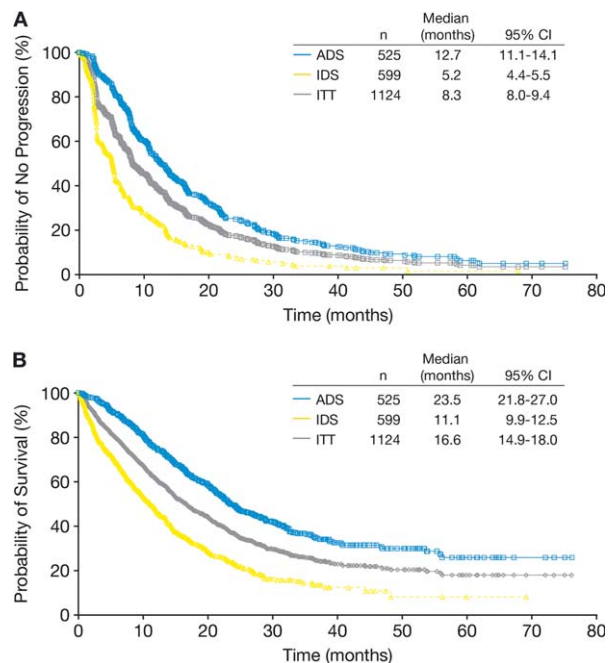 A
Median
n (months) 95% CI
ADS 525 12.7 11.1-14.1
IDS 599 5.2 4.4-5.5
ITT 1124 8.3 8.0-9.4
Probability of No Progression (%)
100
80
60
40
20
0
0 10 20 30 40 50 60 70 80
Time (months)
B
Median
n (months) 95% CI
ADS 525 23.5 21.8-27.0
IDS 599 11.1 9.9-12.5
ITT 1124 16.6 14.9-18.0
Probability of Survival (%)
100
80
60
40
20
0
0 10 20 30 40 50 60 70 80
Time (months)